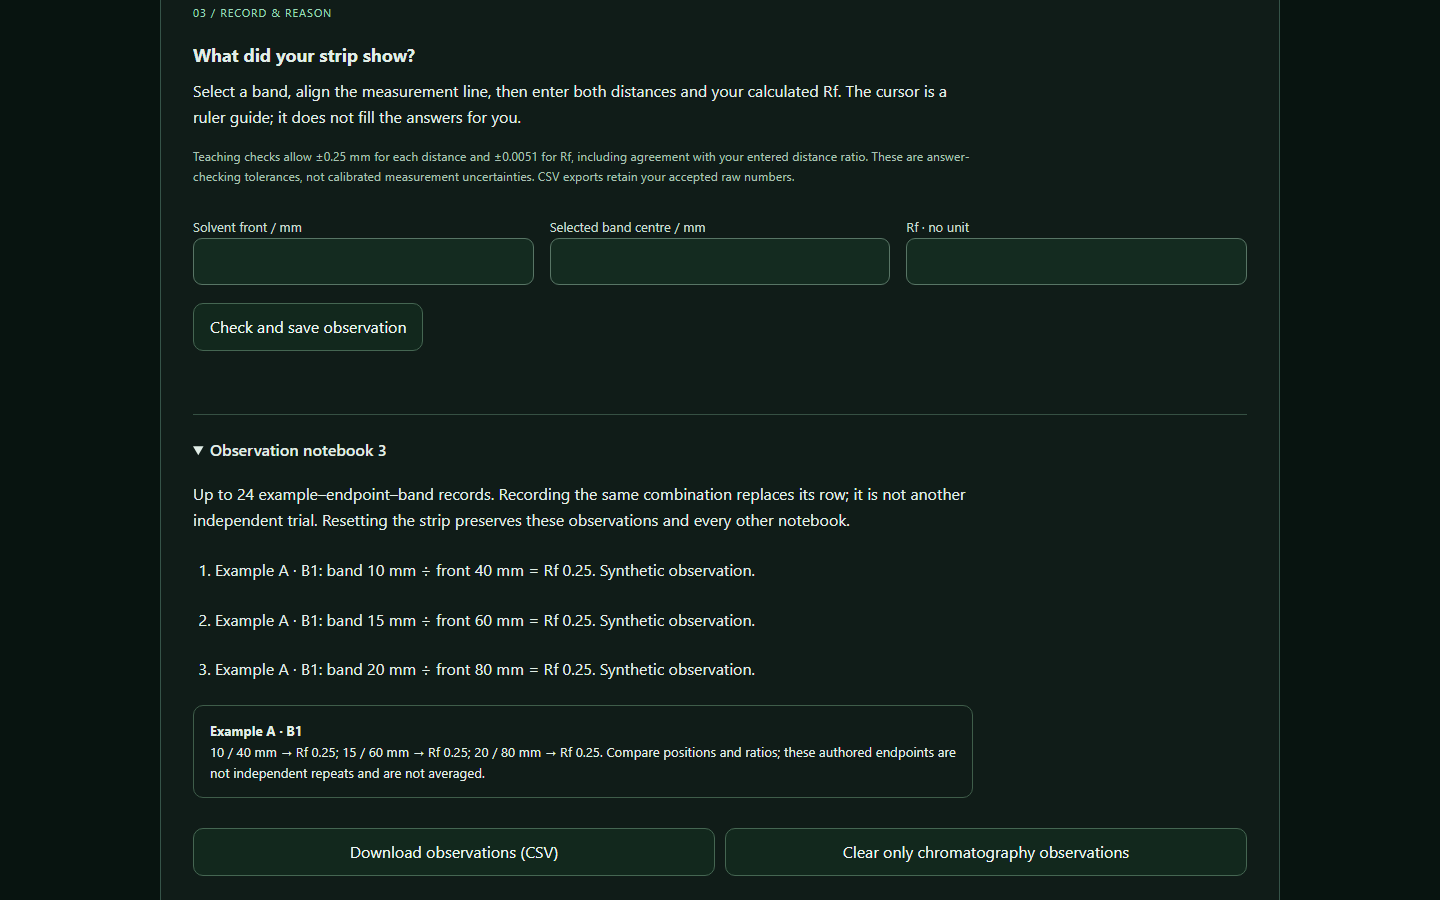 03 / RECORD & REASON
What did your strip show?
Select a band, align the measurement line, then enter both distances and your calculated Rf. The cursor is a
ruler guide; it does not fill the answers for you.
Teaching checks allow ±0.25 mm for each distance and ±0.0051 for Rf, including agreement with your entered distance ratio. These are answer-
checking tolerances, not calibrated measurement uncertainties. CSV exports retain your accepted raw numbers.
Solvent front / mm
Selected band centre / mm
Rf · no unit
Check and save observation
▼ Observation notebook 3
Up to 24 example–endpoint–band records. Recording the same combination replaces its row; it is not another
independent trial. Resetting the strip preserves these observations and every other notebook.
1. Example A · B1: band 10 mm ÷ front 40 mm = Rf 0.25. Synthetic observation.
2. Example A · B1: band 15 mm ÷ front 60 mm = Rf 0.25. Synthetic observation.
3. Example A · B1: band 20 mm ÷ front 80 mm = Rf 0.25. Synthetic observation.
Example A · B1
10 / 40 mm → Rf 0.25; 15 / 60 mm → Rf 0.25; 20 / 80 mm → Rf 0.25. Compare positions and ratios; these authored endpoints are
not independent repeats and are not averaged.
Download observations (CSV)
Clear only chromatography observations